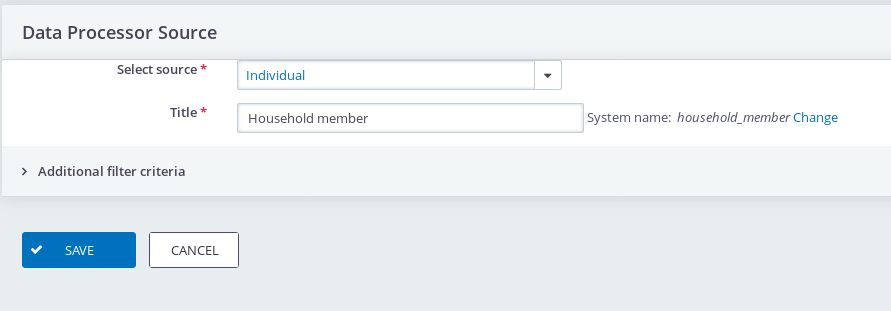 Data Processor Source
Select source *
Individual
Title *
Household member
System name: household_member Change
Additional filter criteria
SAVE
CANCEL